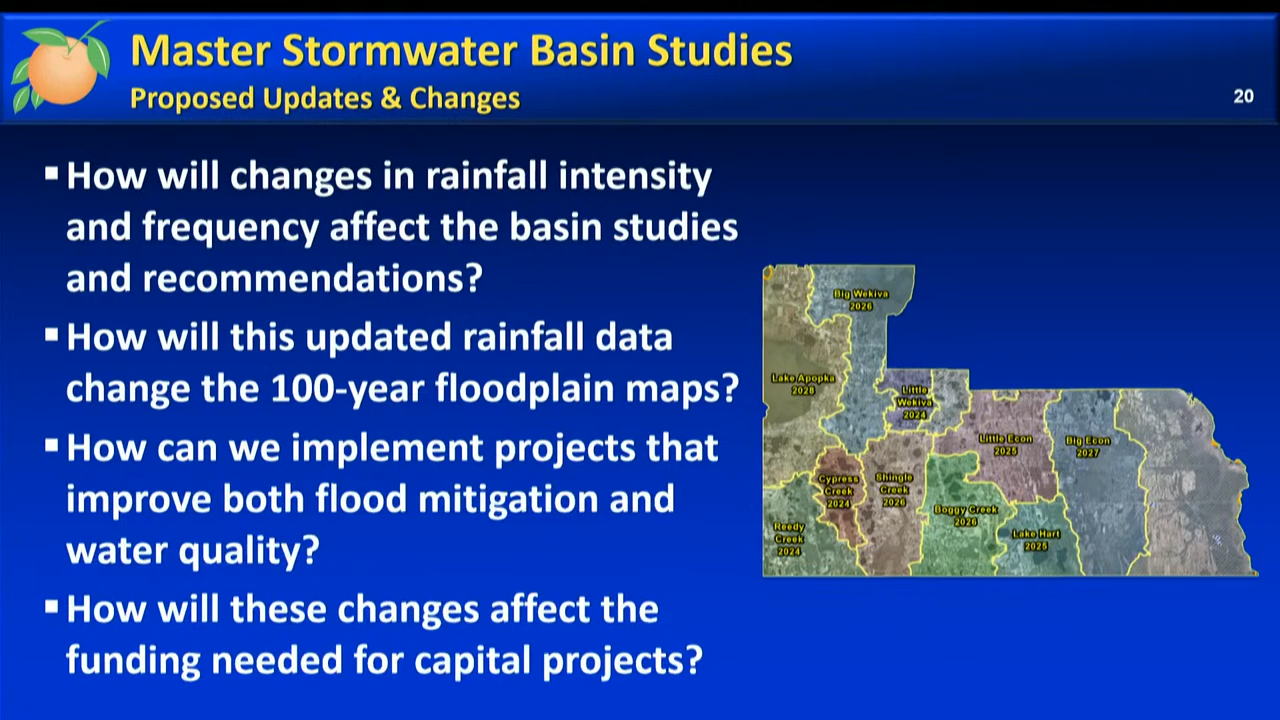 Master Stormwater Basin Studies
Proposed Updates & Changes
20
▪ How will changes in rainfall intensity
and frequency affect the basin studies
and recommendations?
▪ How will this updated rainfall data
change the 100-year floodplain maps?
▪ How can we implement projects that
improve both flood mitigation and
water quality?
▪ How will these changes affect the
funding needed for capital projects?
Big Wekiva
2026
Lake Apopka
2028
Little
Wekiva
2024
Little Econ
2025
Big Econ
2027
Cypress
Creek
2024
Shingle
Creek
2026
Boggy Creek
2026
Reedy
Creek
2024
Lake Hart
2025